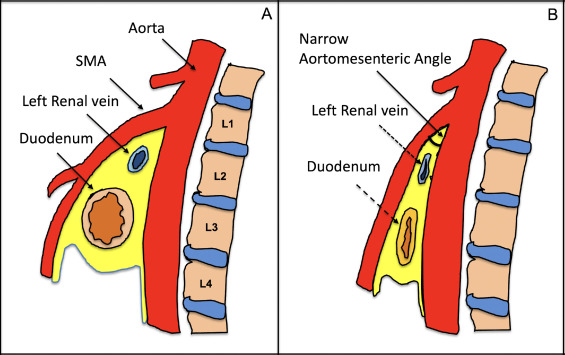 A
Aorta
SMA
Left Renal vein
Duodenum
L1
L2
L3
L4
B
Narrow
Aortomesenteric Angle
Left Renal vein
Duodenum